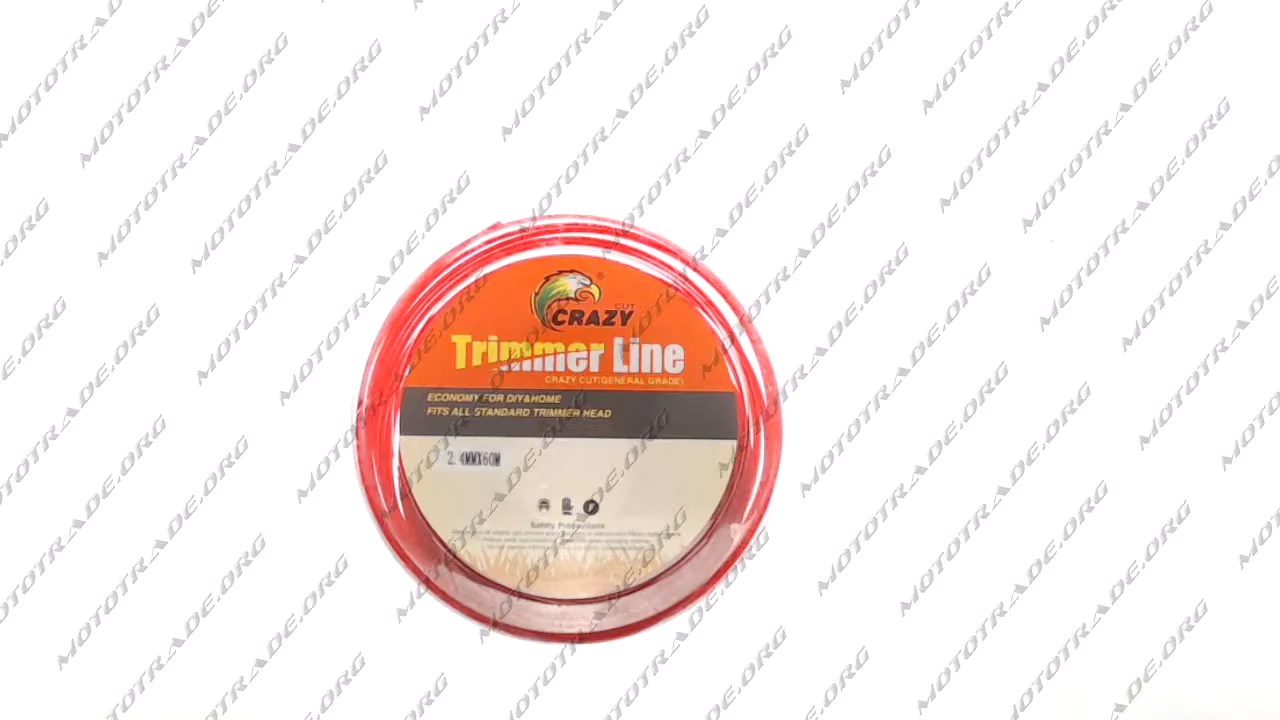 CUT
CRAZY
®
Trimmer Line
CRAZY CUT(GENERAL GRADE)
ECONOMY FOR DIY&HOME
FITS ALL STANDARD TRIMMER HEAD
2.4MMX60M
Safety Precautions
MOTOTRADE.ORG